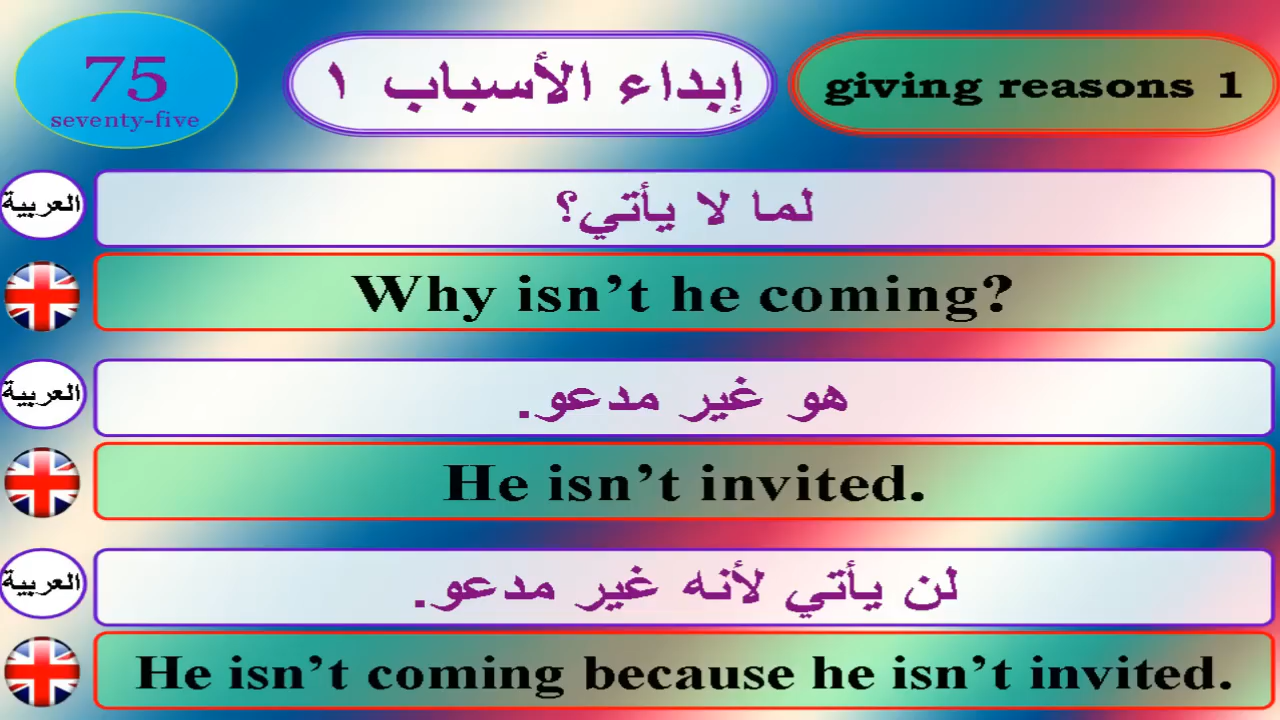 75
seventy-five
إبداء الأسباب ١
giving reasons 1
العربية
لما لا يأتي؟
Why isn't he coming?
العربية
هو غير مدعو.
He isn't invited.
العربية
لن يأتي لأنه غير مدعو.
He isn't coming because he isn't invited.